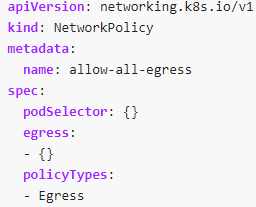 apiVersion: networking.k8s.io/v1
kind: NetworkPolicy
metadata:
  name: allow-all-egress
spec:
  podSelector: {}
  egress:
  - {}
  policyTypes:
  - Egress